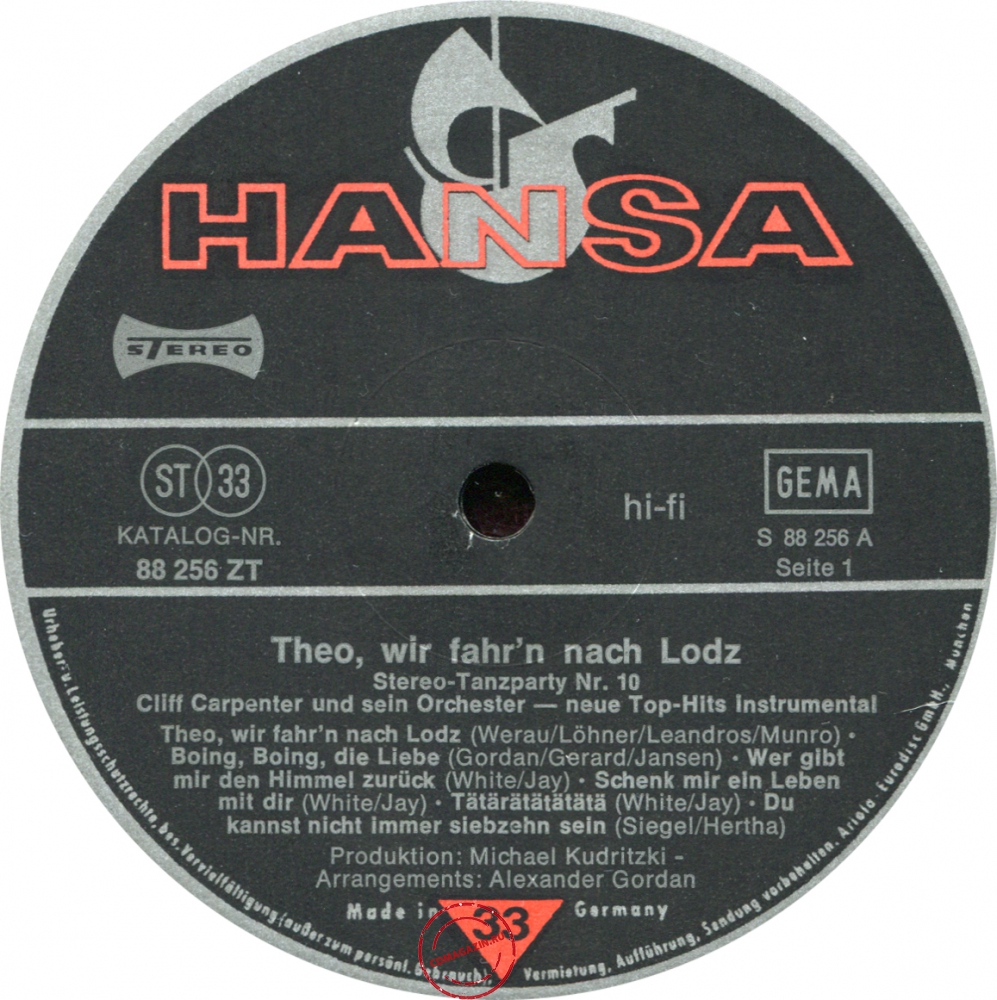 HANSA
STEREO
ST 33
KATALOG-NR.
88 256 ZT
hi-fi
GEMA
S 88 256 A
Seite 1
Theo, wir fahr'n nach Lodz
Stereo-Tanzparty Nr. 10
Cliff Carpenter und sein Orchester — neue Top-Hits instrumental
Theo, wir fahr'n nach Lodz (Werau/Löhner/Leandros/Munro) ·
Boing, Boing, die Liebe (Gordan/Gerard/Jansen) · Wer gibt
mir den Himmel zurück (White/Jay) · Schenk mir ein Leben
mit dir (White/Jay) · Tätärätätätätä (White/Jay) · Du
kannst nicht immer siebzehn sein (Siegel/Hertha)
Produktion: Michael Kudritzki -
Arrangements: Alexander Gordan
Made in Germany
33
Urheber- u. Leistungsschutzrechte, bes. Vervielfältigung (außer zum persönl. Gebrauch), Vermietung, Aufführung, Sendung vorbehalten. Ariola-Eurodisc GmbH., München